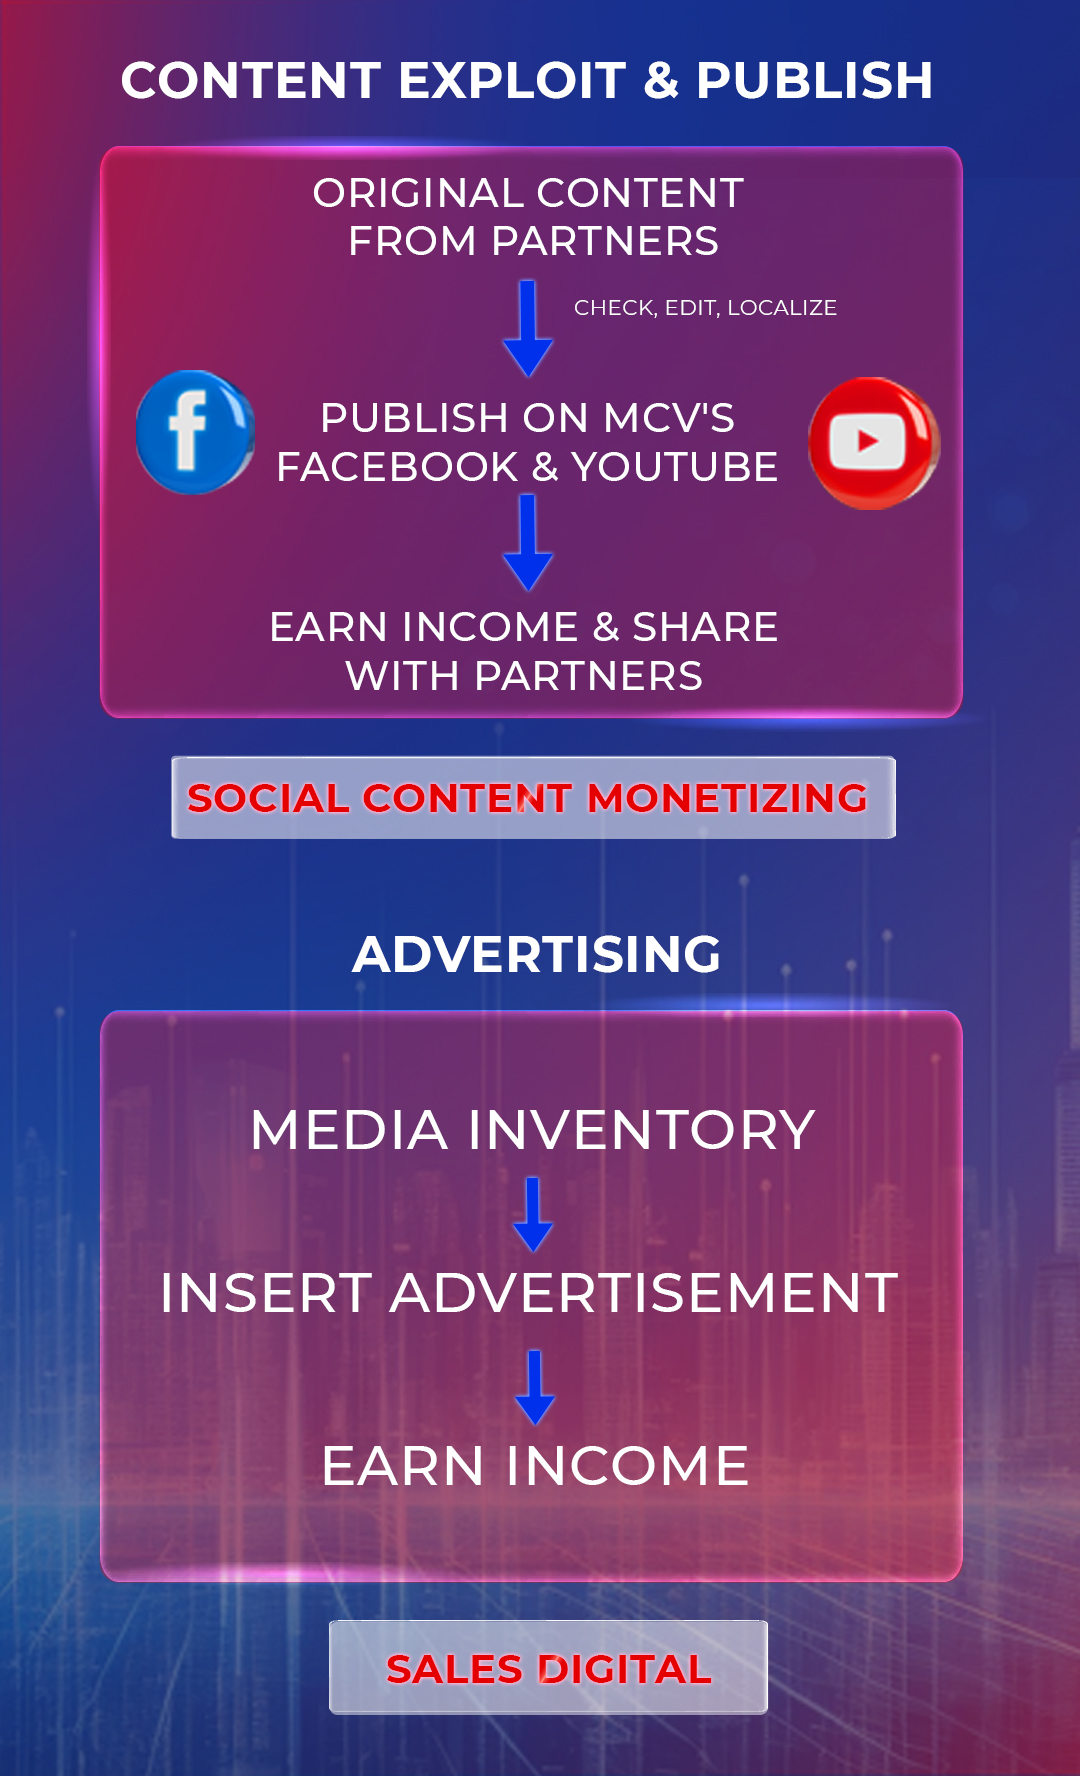 CONTENT EXPLOIT & PUBLISH
ORIGINAL CONTENT
FROM PARTNERS
CHECK, EDIT, LOCALIZE
PUBLISH ON MCV'S
FACEBOOK & YOUTUBE
EARN INCOME & SHARE
WITH PARTNERS
SOCIAL CONTENT MONETIZING
ADVERTISING
MEDIA INVENTORY
INSERT ADVERTISEMENT
EARN INCOME
SALES DIGITAL